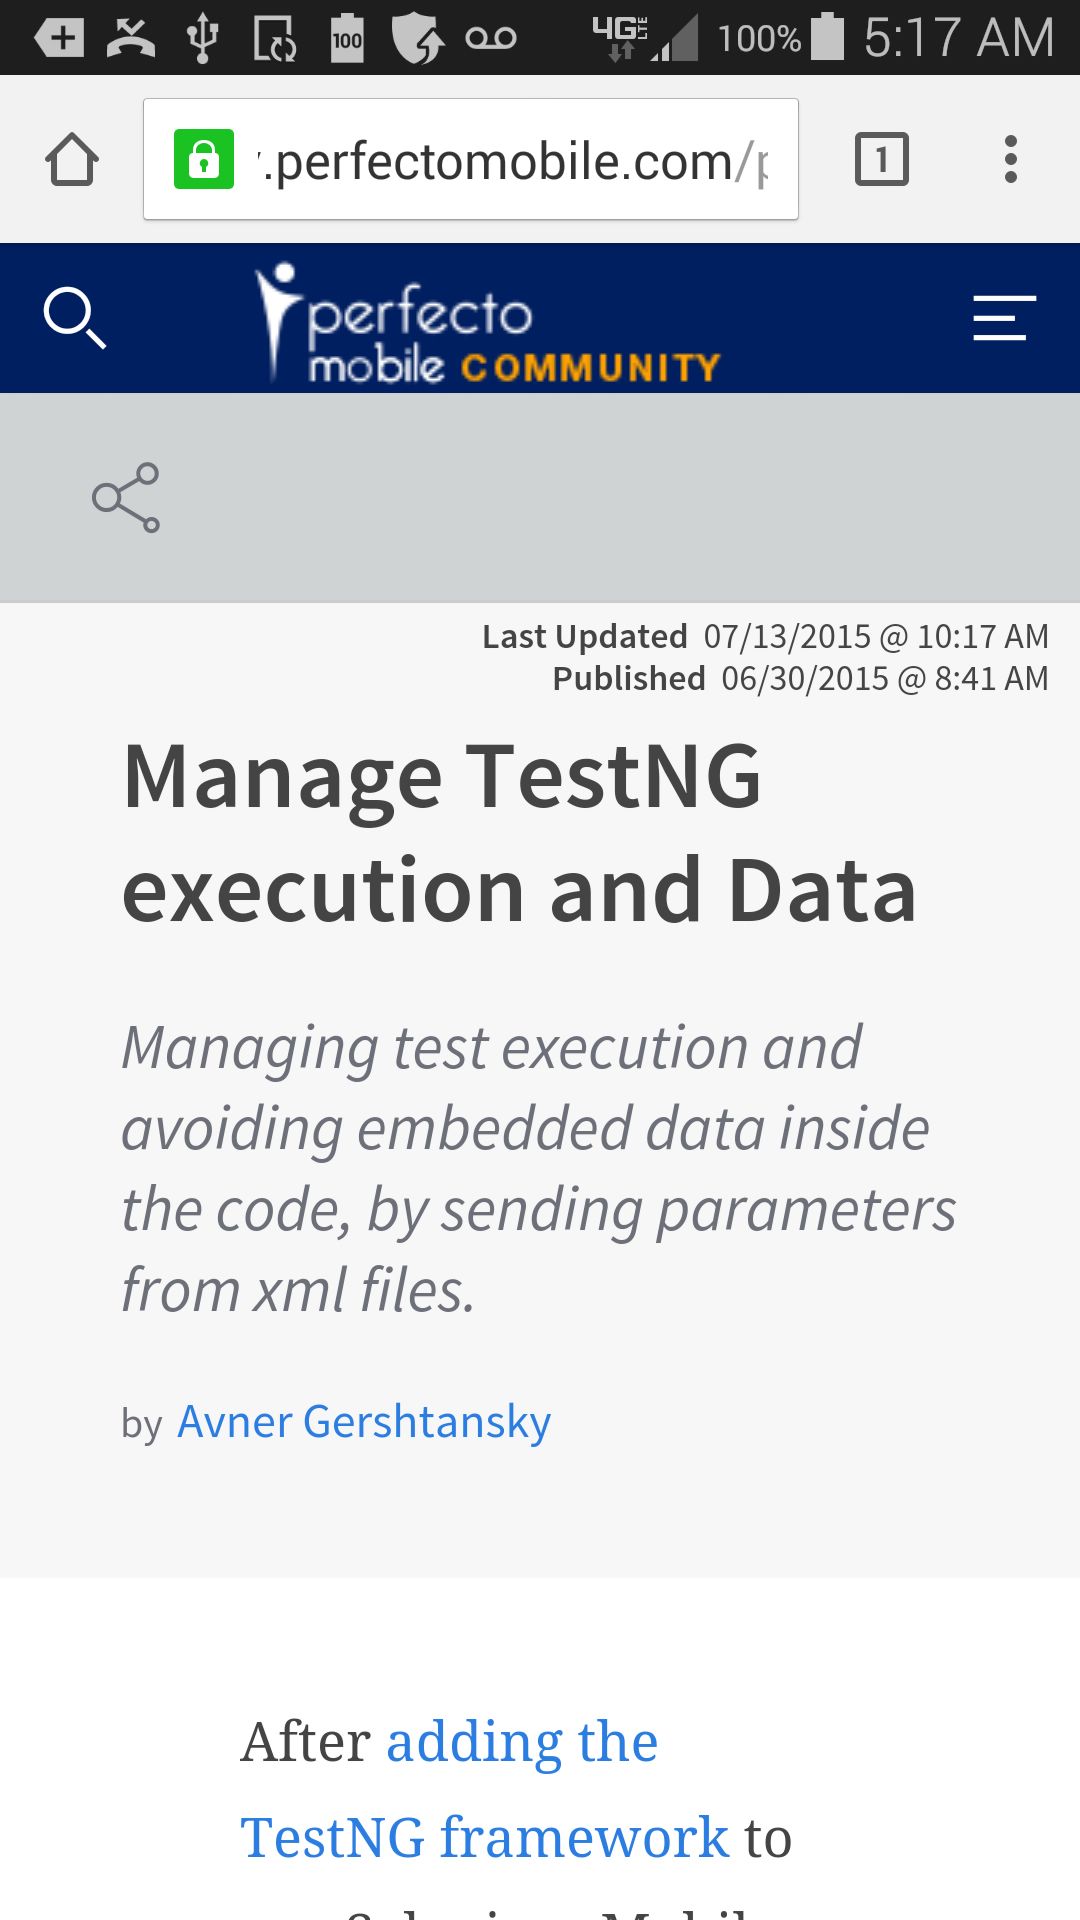 100 4G LTE 100% 5:17 AM
.perfectomobile.com/p
1
perfecto
mobile COMMUNITY
Last Updated 07/13/2015 @ 10:17 AM
Published 06/30/2015 @ 8:41 AM
Manage TestNG
execution and Data
Managing test execution and
avoiding embedded data inside
the code, by sending parameters
from xml files.
by Avner Gershtansky
After adding the
TestNG framework to